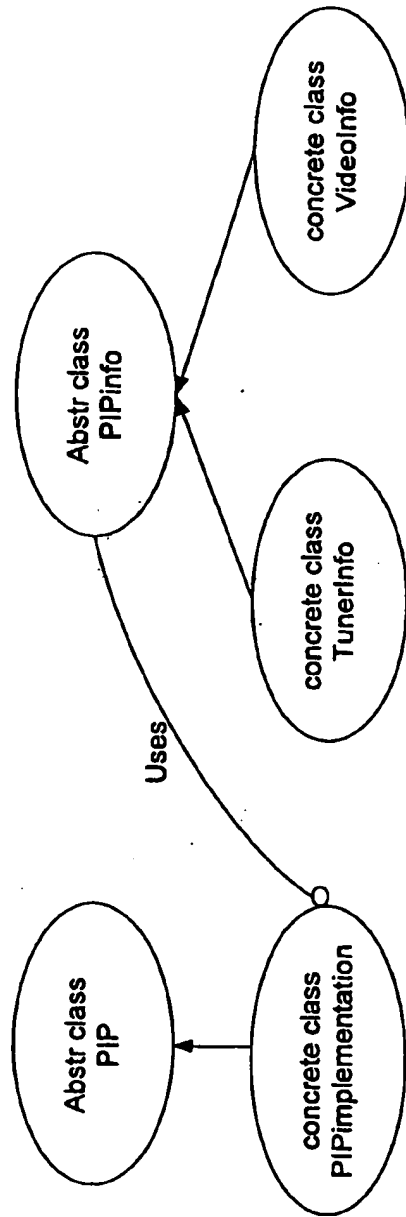 Abstr class
PIP
concrete class
PIPimplementation
Uses
Abstr class
PIPinfo
concrete class
TunerInfo
concrete class
VideoInfo